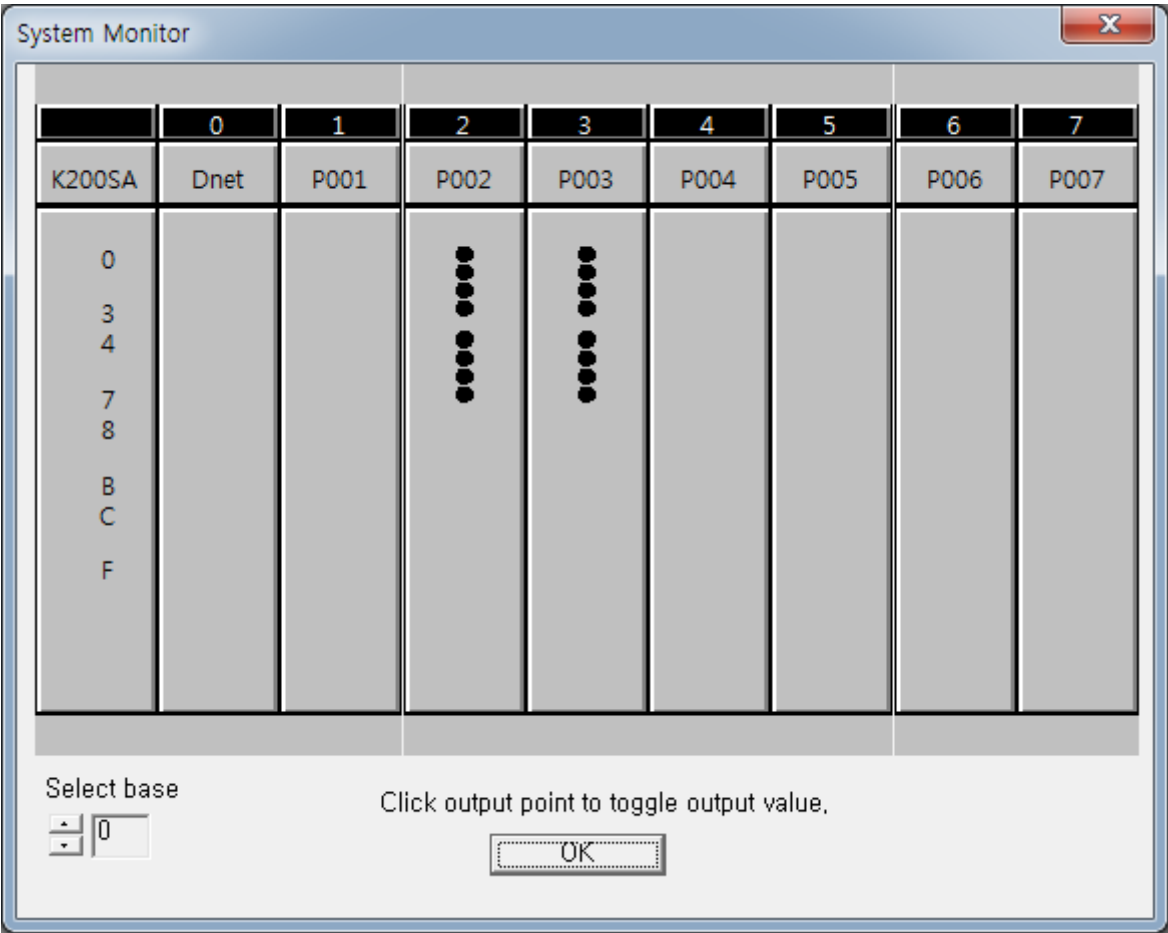 System Monitor
0 1 2 3 4 5 6 7
K200SA Dnet P001 P002 P003 P004 P005 P006 P007
0
3
4
7
8
B
C
F
Select base
0
Click output point to toggle output value,
OK